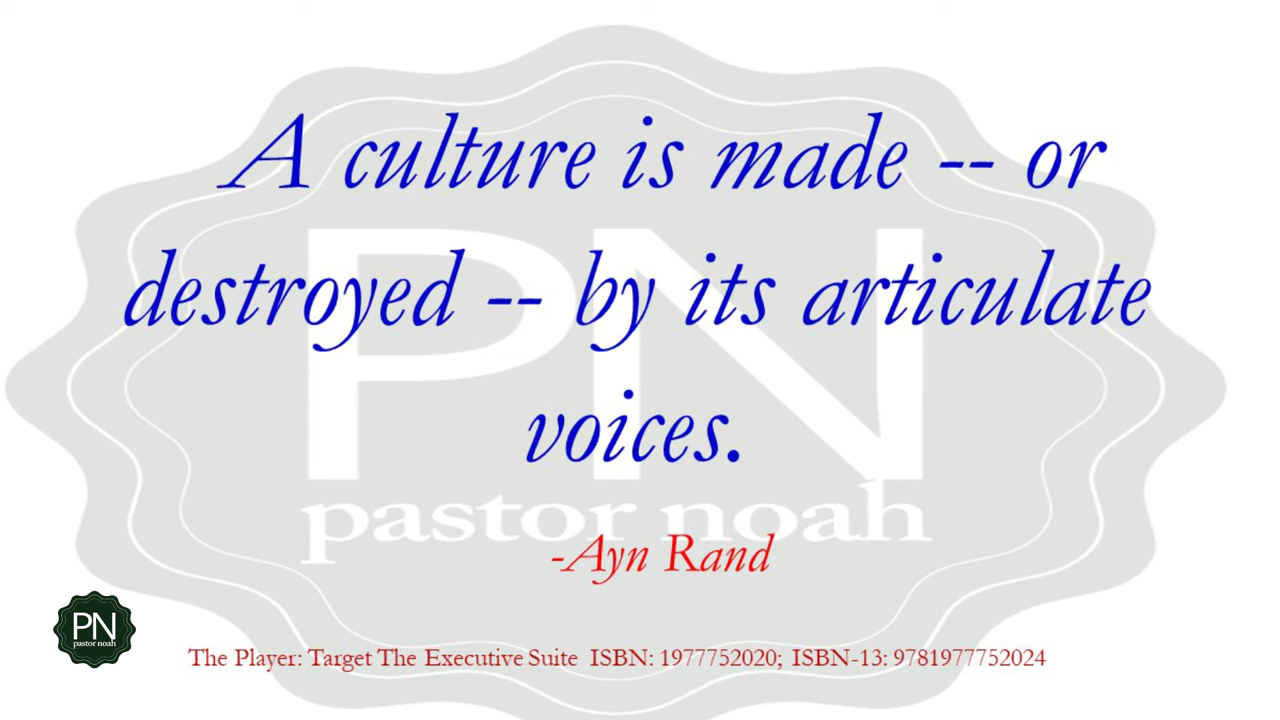 A culture is made -- or
destroyed -- by its articulate
voices.
PN
pastor noah
-Ayn Rand
PN
pastor noah
The Player: Target The Executive Suite ISBN: 1977752020; ISBN-13: 9781977752024